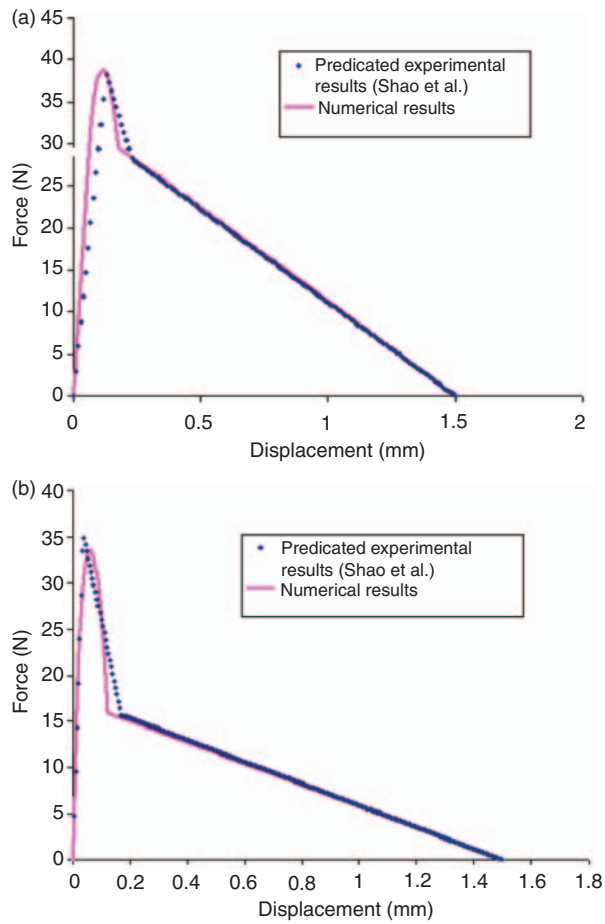 (a)
45
40
35
30
25
20
15
10
5
0
Force (N)
Predicated experimental
results (Shao et al.)
Numerical results
0
0.5
1
1.5
2
Displacement (mm)
(b)
40
35
30
25
20
15
10
5
0
Force (N)
Predicated experimental
results (Shao et al.)
Numerical results
0
0.2
0.4
0.6
0.8
1
1.2
1.4
1.6
1.8
Displacement (mm)